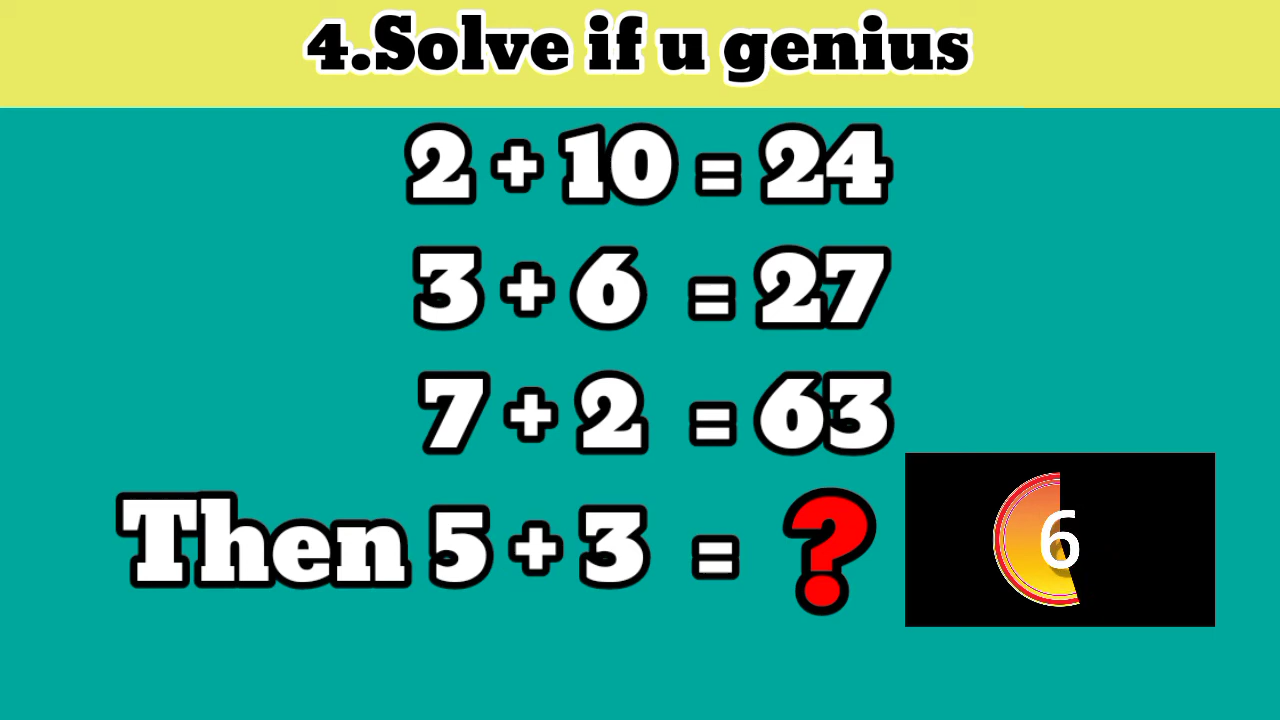 4.Solve if u genius
2 + 10 = 24
3 + 6 = 27
7 + 2 = 63
Then 5 + 3 = ?
6